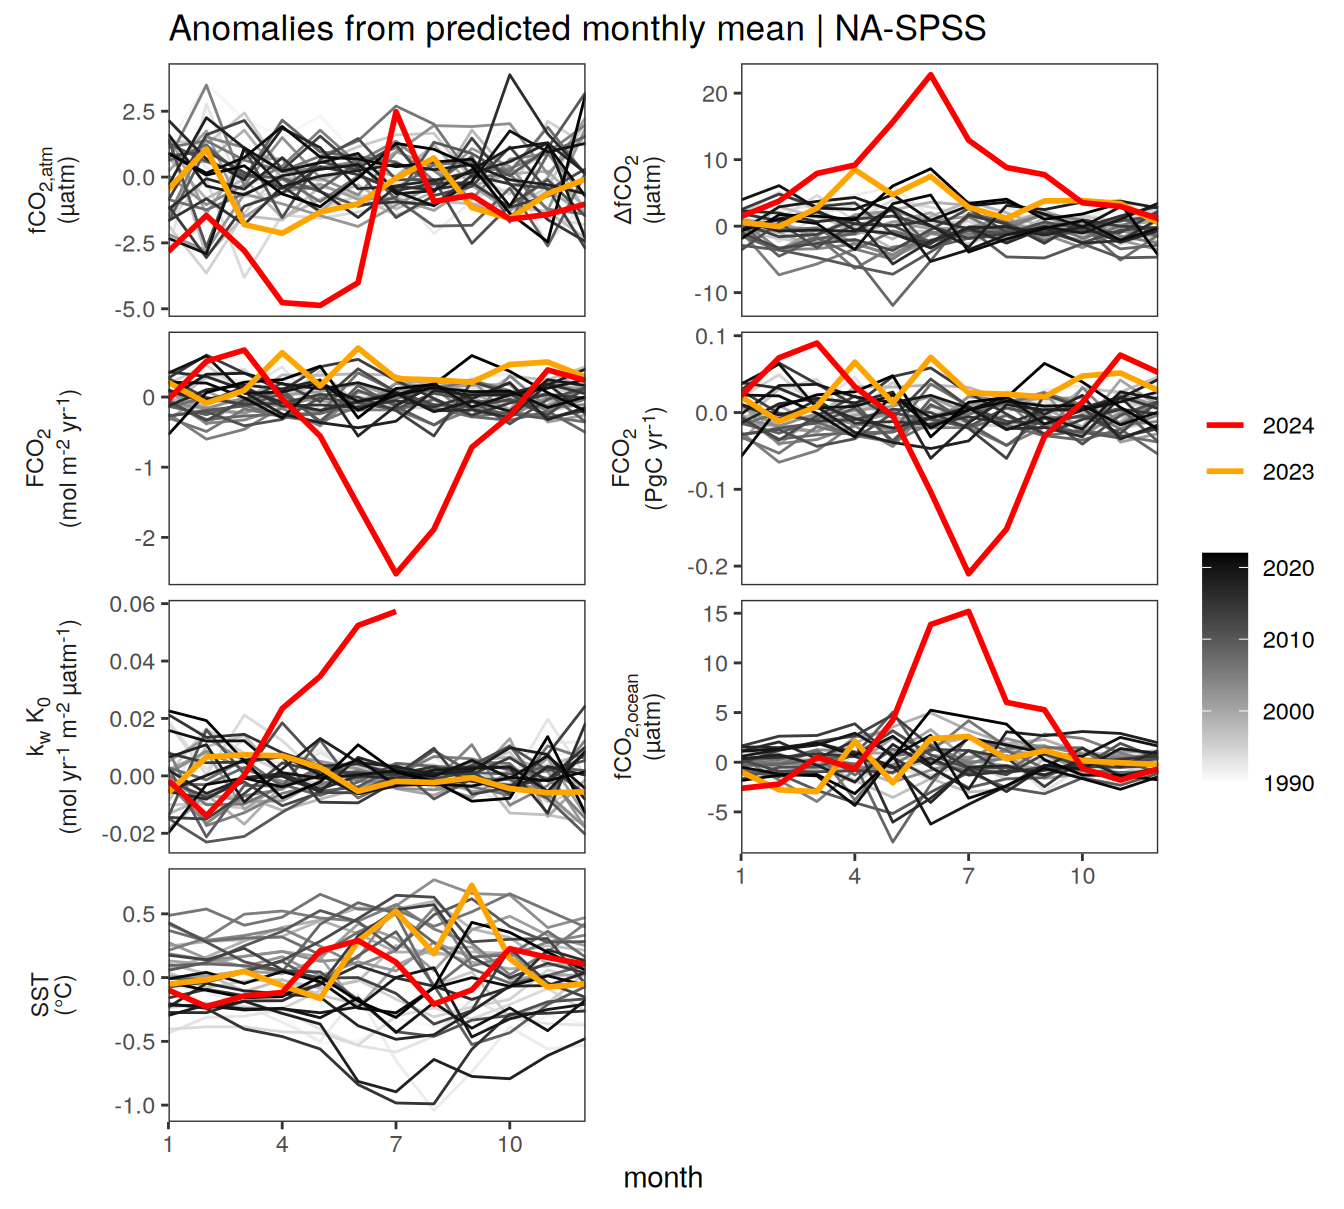 Anomalies from predicted monthly mean | NA-SPSS
fCO2,atm
(µatm)
2.5
0.0
-2.5
-5.0
ΔfCO2
(µatm)
20
10
0
-10
FCO2
(mol m-2 yr-1)
0
-1
-2
FCO2
(PgC yr-1)
0.1
0.0
-0.1
-0.2
kw K0
(mol yr-1 m-2 µatm-1)
0.06
0.04
0.02
0.00
-0.02
fCO2,ocean
(µatm)
15
10
5
0
-5
1 4 7 10
SST
(°C)
0.5
0.0
-0.5
-1.0
1 4 7 10
month
2024
2023
2020
2010
2000
1990